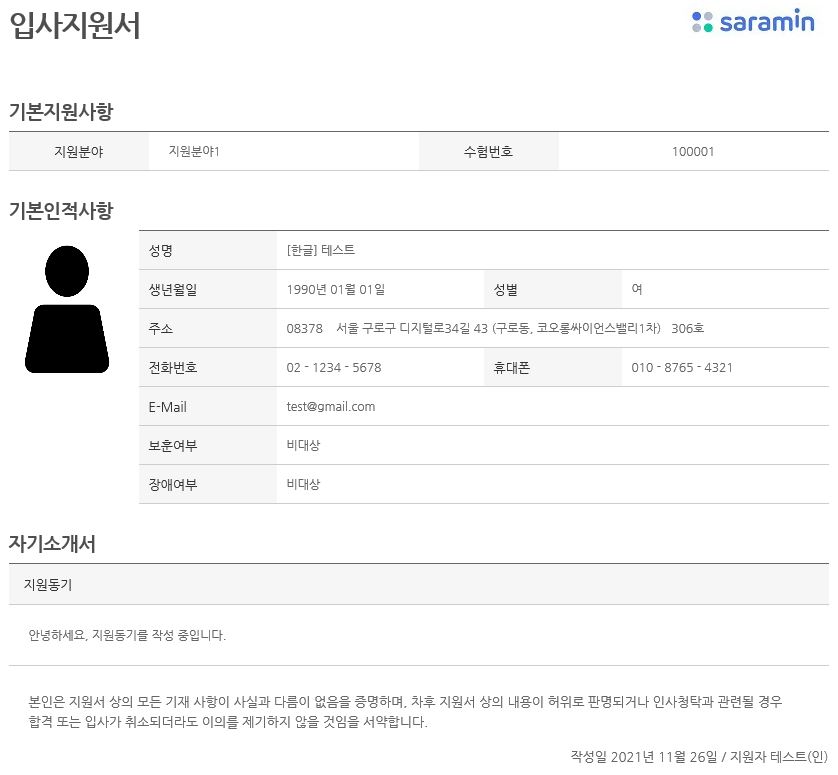 입사지원서
saramin
기본지원사항
지원분야 지원분야1 수험번호 100001
기본인적사항
성명 [한글] 테스트
생년월일 1990년 01월 01일 성별 여
주소 08378 서울 구로구 디지털로34길 43 (구로동, 코오롱싸이언스밸리1차) 306호
전화번호 02 - 1234 - 5678 휴대폰 010 - 8765 - 4321
E-Mail test@gmail.com
보훈여부 비대상
장애여부 비대상
자기소개서
지원동기
안녕하세요, 지원동기를 작성 중입니다.
본인은 지원서 상의 모든 기재 사항이 사실과 다름이 없음을 증명하며, 차후 지원서 상의 내용이 허위로 판명되거나 인사청탁과 관련될 경우
합격 또는 입사가 취소되더라도 이의를 제기하지 않을 것임을 서약합니다.
작성일 2021년 11월 26일 / 지원자 테스트(인)